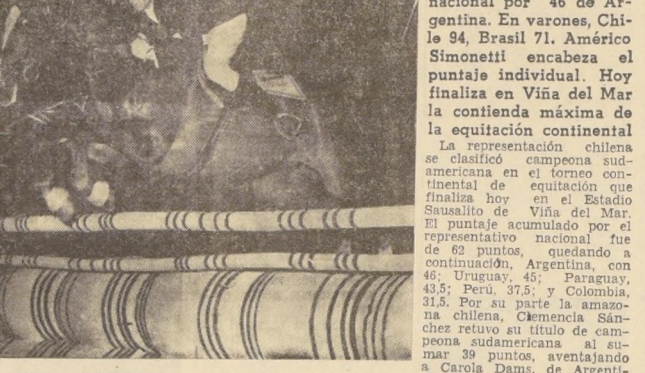 nacional por 46 de Ar-
gentina. En varones, Chi-
le 94, Brasil 71. Américo
Simonetti encabeza el
puntaje individual. Hoy
finaliza en Viña del Mar
la contienda máxima de
la equitación continental
La representación chilena
se clasificó campeona sud-
americana en el torneo con-
tinental de equitación que
finaliza hoy en el Estadio
Sausalito de Viña del Mar.
El puntaje acumulado por el
representativo nacional fue
de 62 puntos, quedando a
continuación, Argentina, con
46; Uruguay, 45; Paraguay,
43,5; Perú, 37,5; y Colombia,
31,5. Por su parte la amazo-
na chilena, Clemencia Sán-
chez retuvo su título de cam-
peona sudamericana al su-
mar 39 puntos, aventajando
a Carola Dams, de Argenti-